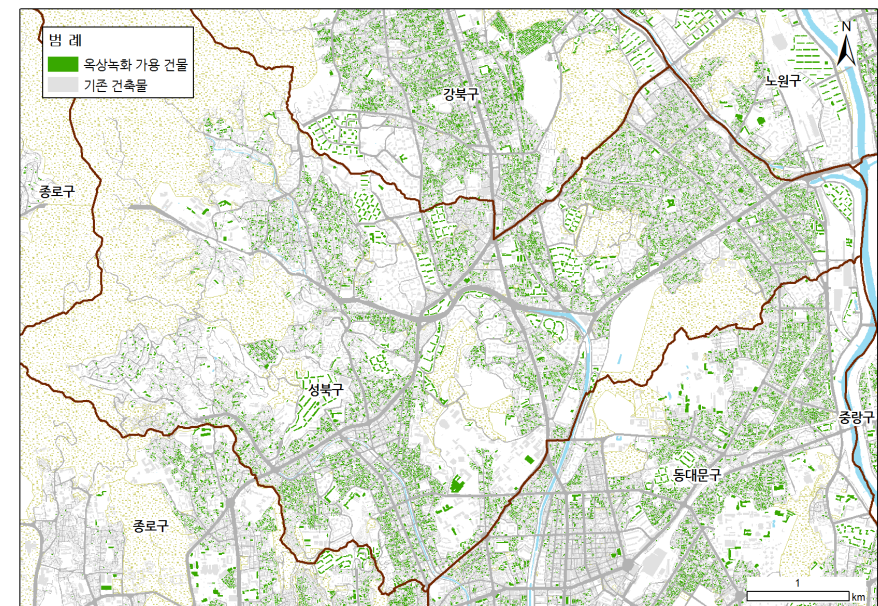 범 례
옥상녹화 가용 건물
기존 건축물
N
강북구
노원구
종로구
성북구
중랑구
동대문구
종로구
1
km